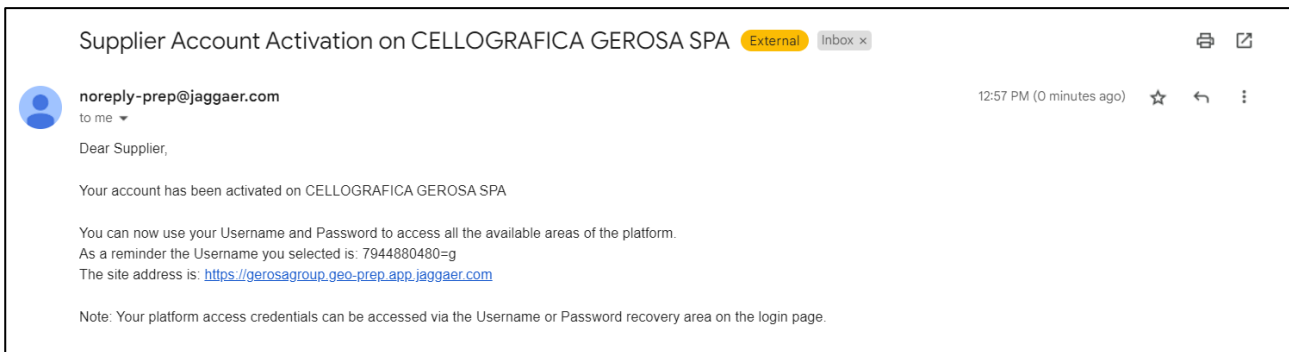 Supplier Account Activation on CELLOGRAFICA GEROSA SPA External Inbox ×
noreply-prep@jaggaer.com 12:57 PM (0 minutes ago)
to me
Dear Supplier,
Your account has been activated on CELLOGRAFICA GEROSA SPA
You can now use your Username and Password to access all the available areas of the platform.
As a reminder the Username you selected is: 7944880480=g
The site address is: https://gerosagroup.geo-prep.app.jaggaer.com
Note: Your platform access credentials can be accessed via the Username or Password recovery area on the login page.